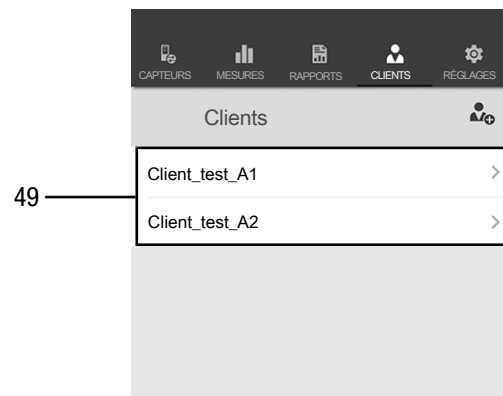 CAPTEURS MESURES RAPPORTS CLIENTS RÉGLAGES
Clients
Client_test_A1
49
Client_test_A2